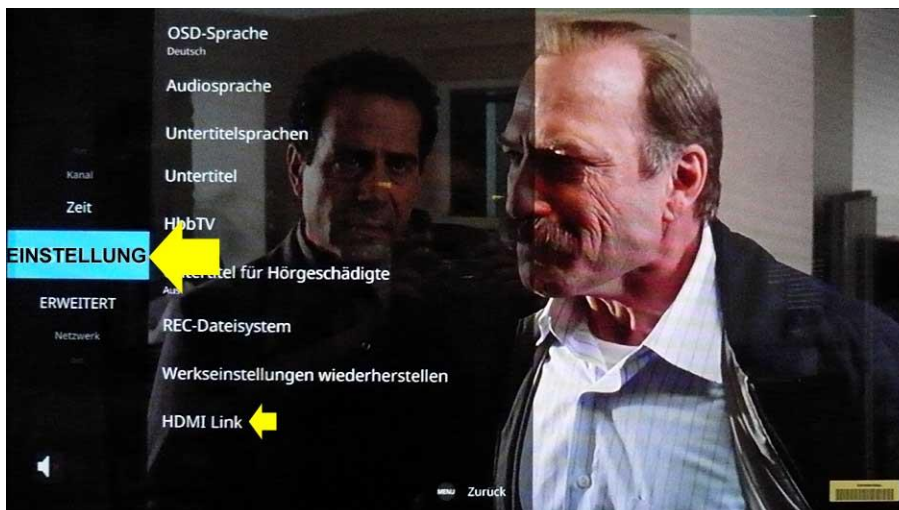 OSD-Sprache
Deutsch
Audiosprache
Untertitelsprachen
Untertitel
Kanal
Zeit
HbbTV
EINSTELLUNG
für Hörgeschädigte
ERWEITERT
REC-Dateisystem
Netzwerk
Werkseinstellungen wiederherstellen
HDMI Link
MENU Zurück